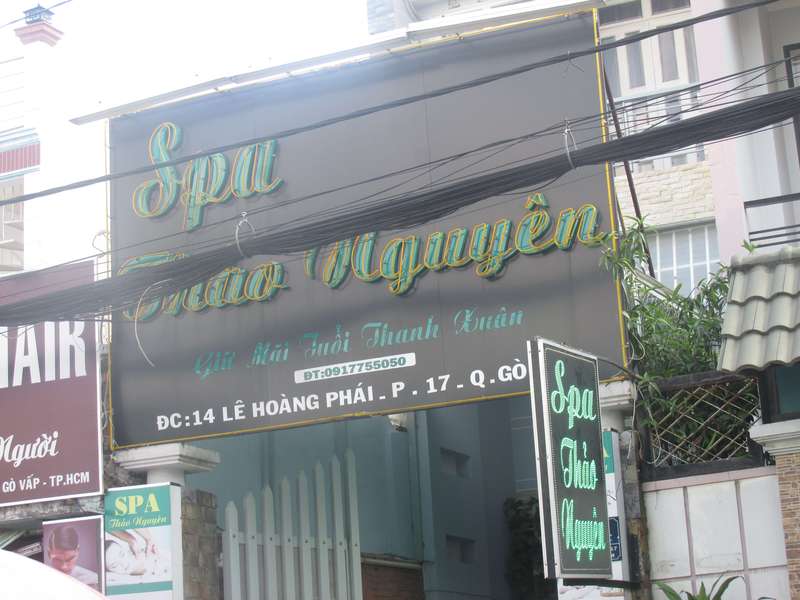 Spa
Thảo Nguyên
Giữ Mãi Tuổi Thanh Xuân
ĐT:0917755050
ĐC:14 LÊ HOÀNG PHÁI - P . 17 - Q.GÒ
HAIR
Người
GÒ VẤP - TP.HCM
SPA
Thảo Nguyên
Spa
Thảo
Nguyên